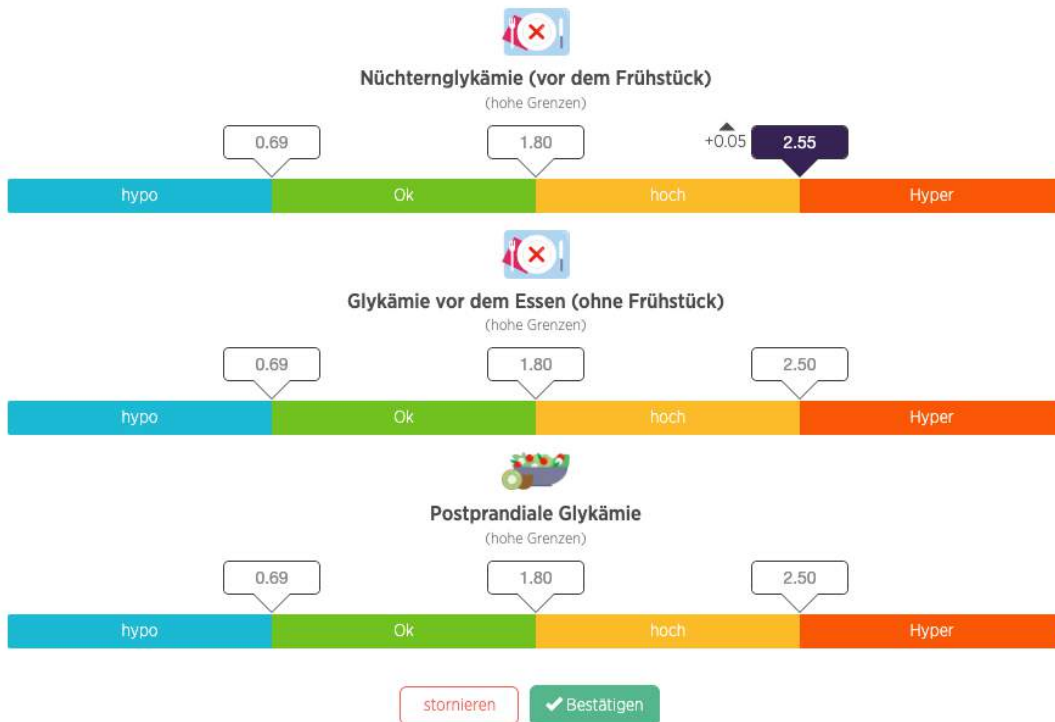 Nüchternglykämie (vor dem Frühstück)
(hohe Grenzen)
0.69 1.80 +0.05 2.55
hypo Ok hoch Hyper
Glykämie vor dem Essen (ohne Frühstück)
(hohe Grenzen)
0.69 1.80 2.50
hypo Ok hoch Hyper
Postprandiale Glykämie
(hohe Grenzen)
0.69 1.80 2.50
hypo Ok hoch Hyper
stornieren Bestätigen